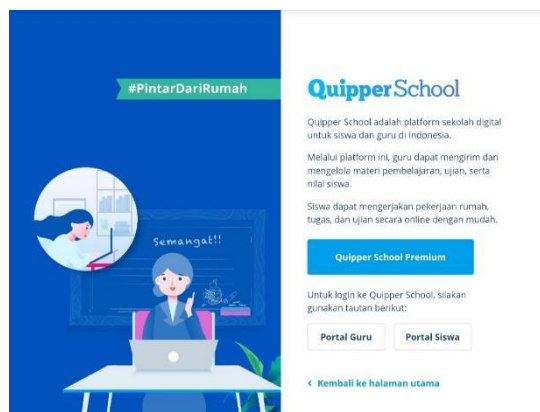 #PintarDariRumah
Semangat!!
QuipperSchool
Quipper School adalah platform sekolah digital
untuk siswa dan guru di Indonesia.
Melalui platform ini, guru dapat mengirim dan
mengelola materi pembelajaran, ujian, serta
nilai siswa.
Siswa dapat mengerjakan pekerjaan rumah,
tugas, dan ujian secara online dengan mudah.
Quipper School Premium
Untuk login ke Quipper School, silakan
gunakan tautan berikut:
Portal Guru Portal Siswa
< Kembali ke halaman utama